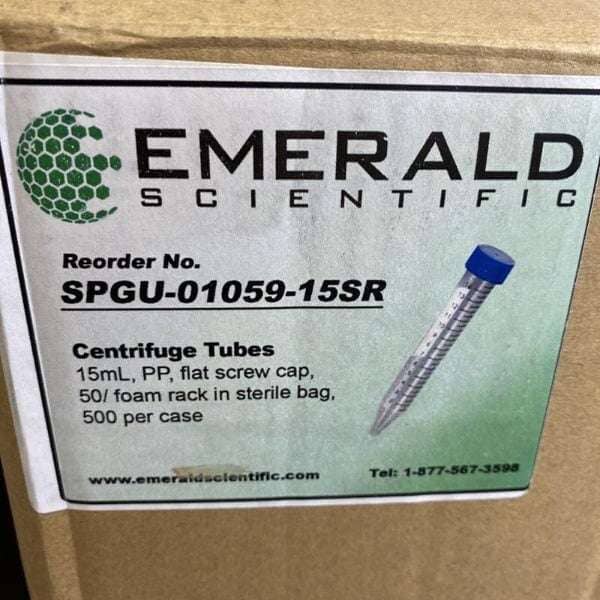 EMERALD
SCIENTIFIC
Reorder No.
SPGU-01059-15SR
Centrifuge Tubes
15mL, PP, flat screw cap,
50/ foam rack in sterile bag,
500 per case
www.emeraldscientific.com
Tel: 1-877-567-3598